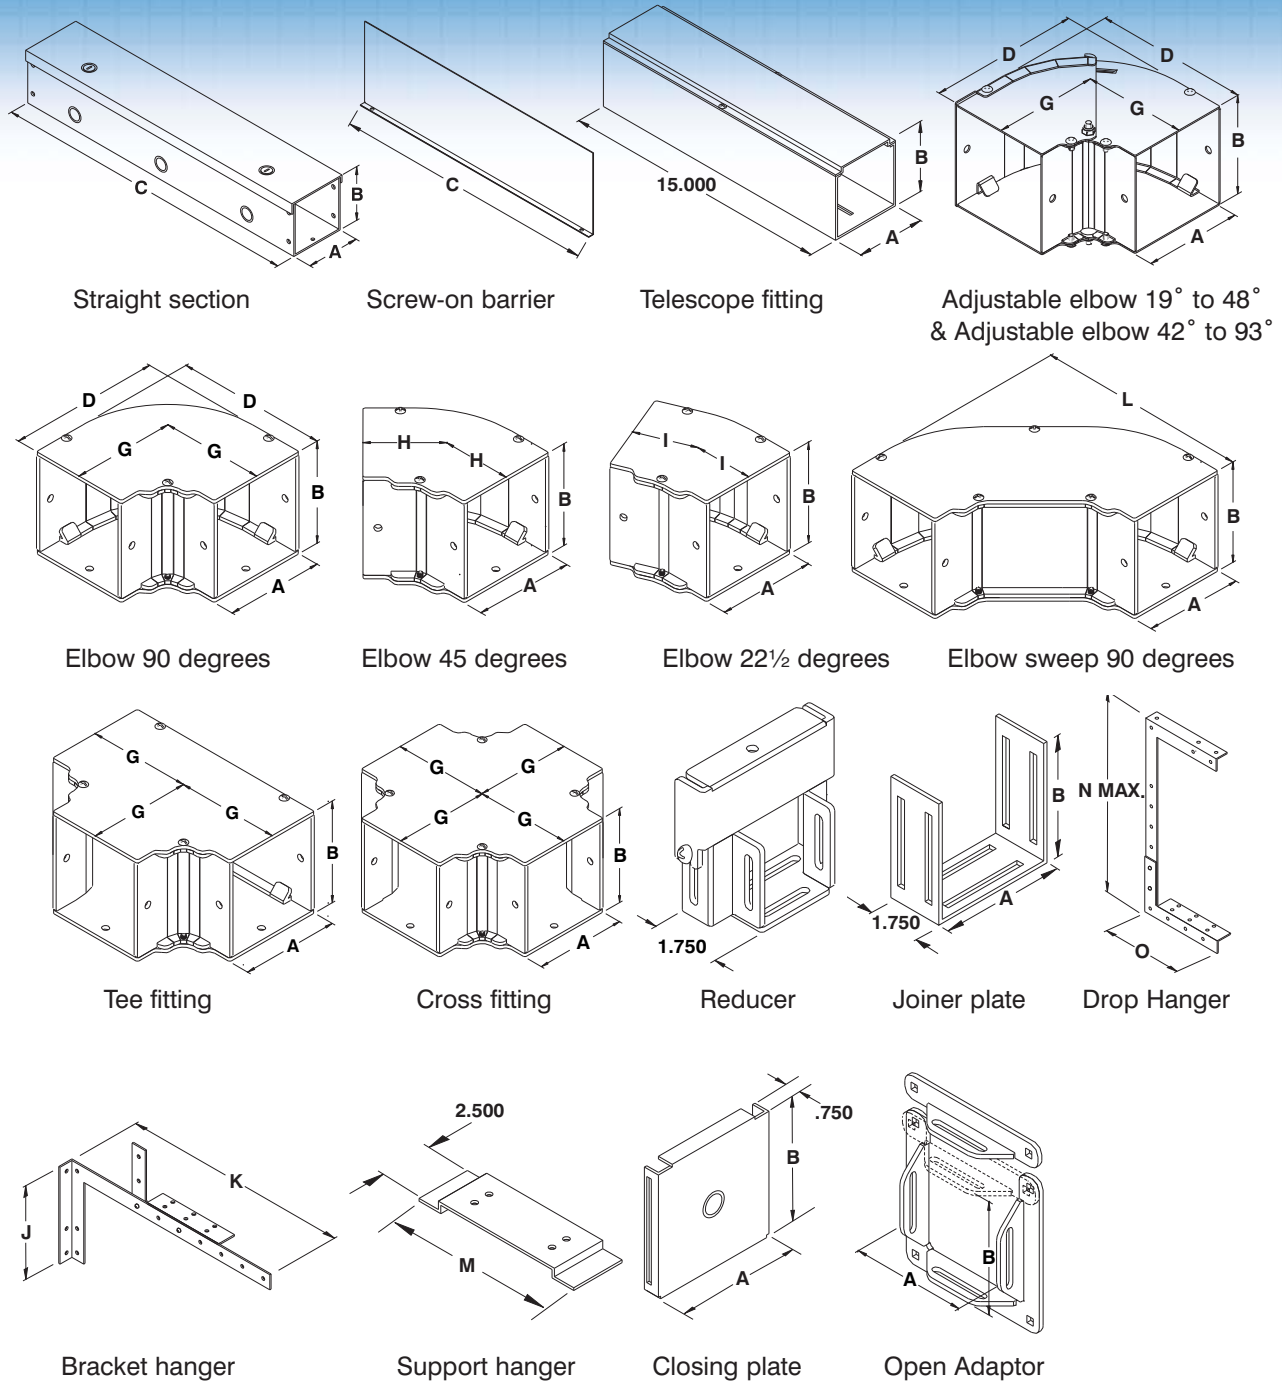 D D
G G
C
B
C
15.000
B
B
A
A
A
Straight section
Screw-on barrier
Telescope fitting
Adjustable elbow 19˚ to 48˚
& Adjustable elbow 42˚ to 93˚
D D
G G
B
A
H H
B
A
I I
B
A
L
B
A
Elbow 90 degrees
Elbow 45 degrees
Elbow 22½ degrees
Elbow sweep 90 degrees
G
G G
B
A
G G
G G
B
A
1.750
B
A
1.750
N MAX.
O
Tee fitting
Cross fitting
Reducer
Joiner plate
Drop Hanger
K
J
2.500
M
.750
B
A
B
A
Bracket hanger
Support hanger
Closing plate
Open Adaptor